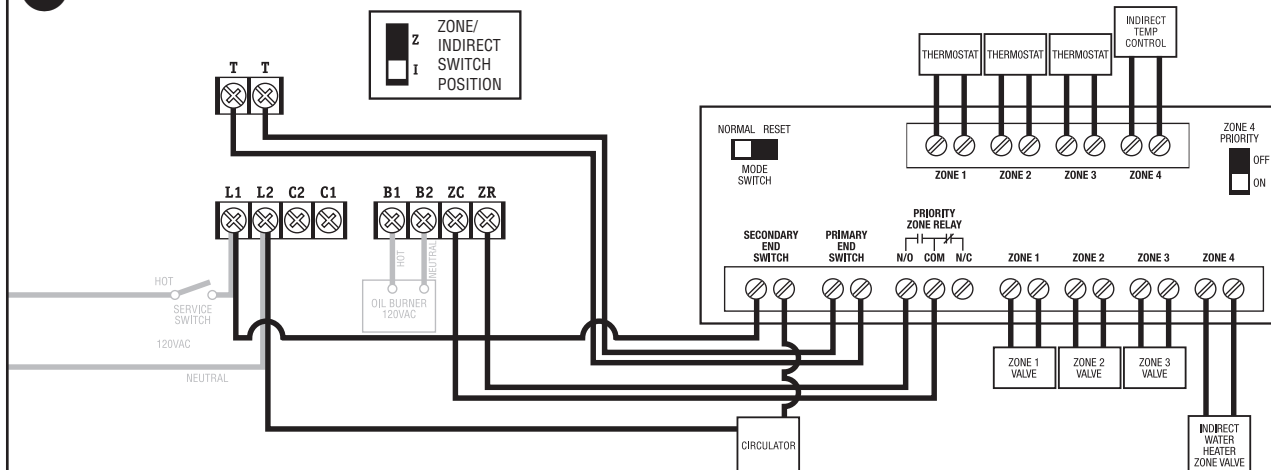 Z
I
ZONE/
INDIRECT
SWITCH
POSITION
T T
L1 L2 C2 C1
B1 B2 ZC ZR
HOT
SERVICE
SWITCH
120VAC
NEUTRAL
HOT
NEUTRAL
OIL BURNER
120VAC
THERMOSTAT
THERMOSTAT
THERMOSTAT
INDIRECT
TEMP
CONTROL
NORMAL RESET
MODE
SWITCH
ZONE 1 ZONE 2 ZONE 3 ZONE 4
ZONE 4
PRIORITY
OFF
ON
SECONDARY
END
SWITCH
PRIMARY
END
SWITCH
PRIORITY
ZONE RELAY
N/O COM N/C
ZONE 1 ZONE 2 ZONE 3 ZONE 4
ZONE 1
VALVE
ZONE 2
VALVE
ZONE 3
VALVE
CIRCULATOR
INDIRECT
WATER
HEATER
ZONE VALVE